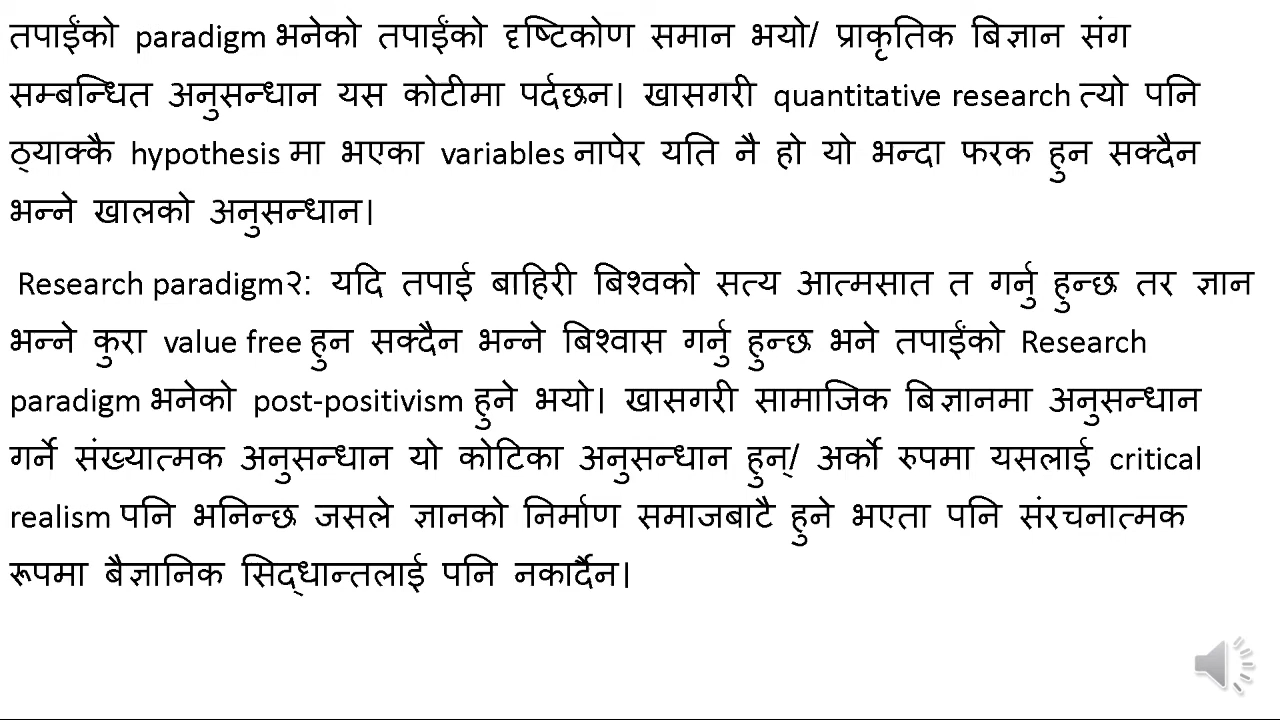 तपाईंको paradigm भनेको तपाईंको दृष्टिकोण समान भयो/ प्राकृतिक बिज्ञान संग
सम्बन्धित अनुसन्धान यस कोटीमा पर्दछन। खासगरी quantitative research त्यो पनि
ठ्याक्कै hypothesis मा भएका variables नापेर यति नै हो यो भन्दा फरक हुन सक्दैन
भन्ने खालको अनुसन्धान।
Research paradigm२: यदि तपाई बाहिरी बिश्वको सत्य आत्मसात त गर्नु हुन्छ तर ज्ञान
भन्ने कुरा value free हुन सक्दैन भन्ने बिश्वास गर्नु हुन्छ भने तपाईंको Research
paradigm भनेको post-positivism हुने भयो। खासगरी सामाजिक बिज्ञानमा अनुसन्धान
गर्ने संख्यात्मक अनुसन्धान यो कोटिका अनुसन्धान हुन्/ अर्को रुपमा यसलाई critical
realism पनि भनिन्छ जसले ज्ञानको निर्माण समाजबाटै हुने भएता पनि संरचनात्मक
रूपमा बैज्ञानिक सिद्धान्तलाई पनि नकार्दैन।